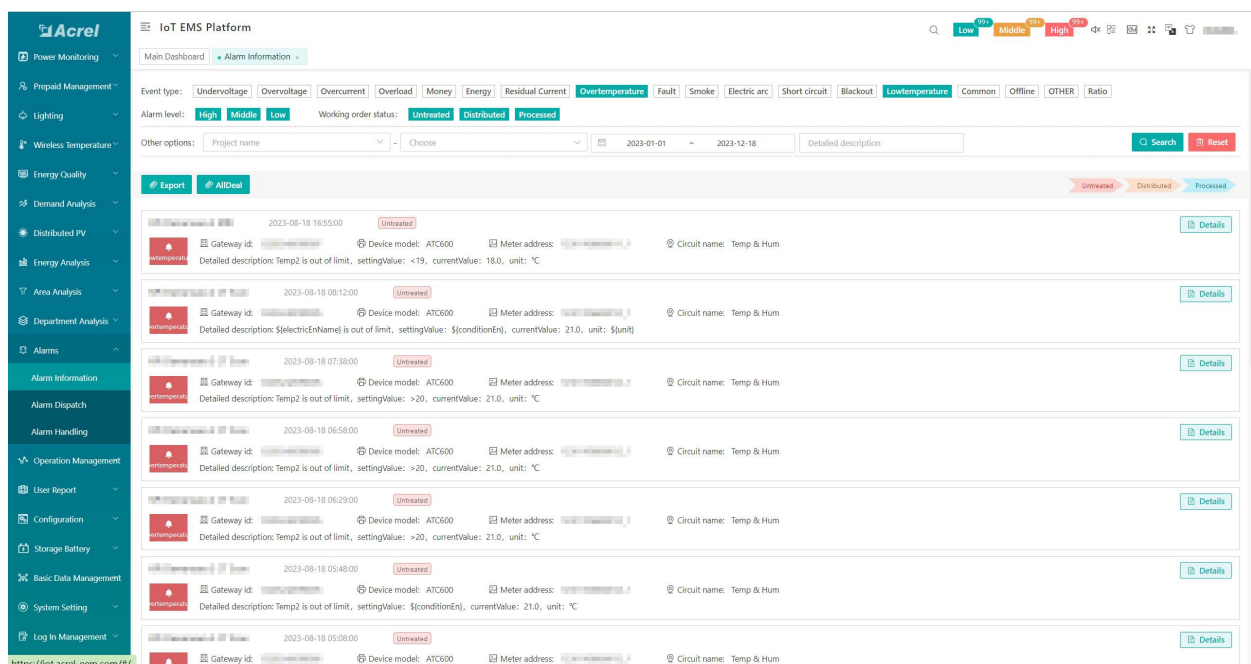 Acrel
IoT EMS Platform
Low 99+ Middle 99+ High 99+
Main Dashboard Alarm Information
Power Monitoring
Prepaid Management
Lighting
Wireless Temperature
Energy Quality
Demand Analysis
Distributed PV
Energy Analysis
Area Analysis
Department Analysis
Alarms
Alarm Information
Alarm Dispatch
Alarm Handling
Operation Management
User Report
Configuration
Storage Battery
Basic Data Management
System Setting
Log In Management
https://iot.acrel-eem.com/#/
Event type: Undervoltage Overvoltage Overcurrent Overload Money Energy Residual Current Overtemperature Fault Smoke Electric arc Short circuit Blackout Lowtemperature Common Offline OTHER Ratio
Alarm level: High Middle Low Working order status: Untreated Distributed Processed
Other options: Project name - Choose 2023-01-01 ~ 2023-12-18 Detailed description Search Reset
Export AllDeal Untreated Distributed Processed
2023-08-18 16:55:00 Untreated Details
Gateway id: Device model: ATC600 Meter address: Circuit name: Temp & Hum
wtemperatu Detailed description: Temp2 is out of limit, settingValue: <19, currentValue: 18.0, unit: ℃
2023-08-18 08:12:00 Untreated Details
Gateway id: Device model: ATC600 Meter address: Circuit name: Temp & Hum
vertemperatu Detailed description: ${electricEnName} is out of limit, settingValue: ${conditionEn}, currentValue: 21.0, unit: ${unit}
2023-08-18 07:38:00 Untreated Details
Gateway id: Device model: ATC600 Meter address: Circuit name: Temp & Hum
vertemperatu Detailed description: Temp2 is out of limit, settingValue: >20, currentValue: 21.0, unit: ℃
2023-08-18 06:58:00 Untreated Details
Gateway id: Device model: ATC600 Meter address: Circuit name: Temp & Hum
vertemperatu Detailed description: Temp2 is out of limit, settingValue: >20, currentValue: 21.0, unit: ℃
2023-08-18 06:29:00 Untreated Details
Gateway id: Device model: ATC600 Meter address: Circuit name: Temp & Hum
vertemperatu Detailed description: Temp2 is out of limit, settingValue: >20, currentValue: 21.0, unit: ℃
2023-08-18 05:48:00 Untreated Details
Gateway id: Device model: ATC600 Meter address: Circuit name: Temp & Hum
vertemperatu Detailed description: Temp2 is out of limit, settingValue: ${conditionEn}, currentValue: 21.0, unit: ℃
2023-08-18 05:08:00 Untreated Details
Gateway id: Device model: ATC600 Meter address: Circuit name: Temp & Hum